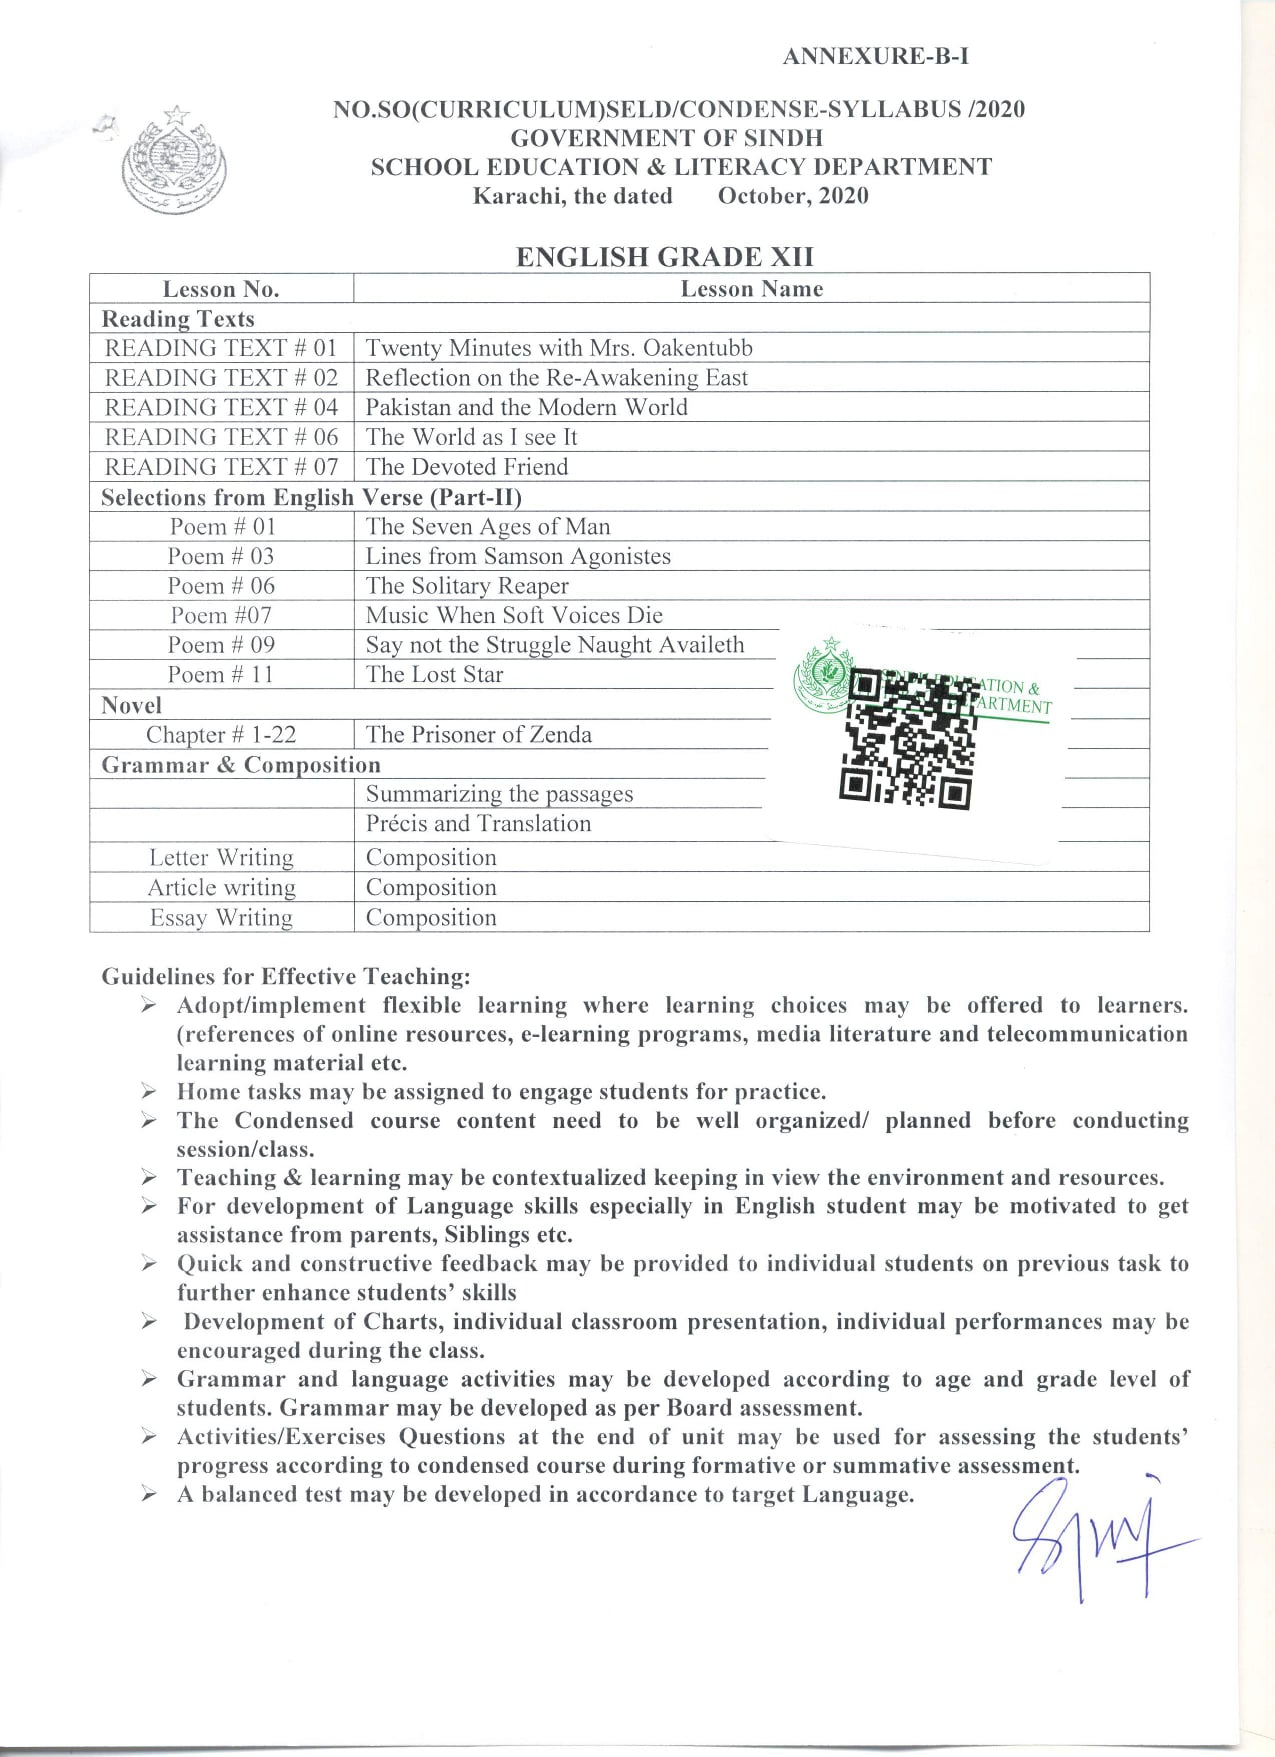 ANNEXURE-B-I
NO.SO(CURRICULUM)SELD/CONDENSE-SYLLABUS /2020
GOVERNMENT OF SINDH
SCHOOL EDUCATION & LITERACY DEPARTMENT
Karachi, the dated October, 2020
ENGLISH GRADE XII
Lesson No. Lesson Name
Reading Texts
READING TEXT # 01 Twenty Minutes with Mrs. Oakentubb
READING TEXT # 02 Reflection on the Re-Awakening East
READING TEXT # 04 Pakistan and the Modern World
READING TEXT # 06 The World as I see It
READING TEXT # 07 The Devoted Friend
Selections from English Verse (Part-II)
Poem # 01 The Seven Ages of Man
Poem # 03 Lines from Samson Agonistes
Poem # 06 The Solitary Reaper
Poem #07 Music When Soft Voices Die
Poem # 09 Say not the Struggle Naught Availeth
Poem # 11 The Lost Star
ATION &
ARTMENT
Novel
Chapter # 1-22 The Prisoner of Zenda
Grammar & Composition
Summarizing the passages
Précis and Translation
Letter Writing Composition
Article writing Composition
Essay Writing Composition
Guidelines for Effective Teaching:
➢ Adopt/implement flexible learning where learning choices may be offered to learners.
(references of online resources, e-learning programs, media literature and telecommunication
learning material etc.
➢ Home tasks may be assigned to engage students for practice.
➢ The Condensed course content need to be well organized/ planned before conducting
session/class.
➢ Teaching & learning may be contextualized keeping in view the environment and resources.
➢ For development of Language skills especially in English student may be motivated to get
assistance from parents, Siblings etc.
➢ Quick and constructive feedback may be provided to individual students on previous task to
further enhance students’ skills
➢ Development of Charts, individual classroom presentation, individual performances may be
encouraged during the class.
➢ Grammar and language activities may be developed according to age and grade level of
students. Grammar may be developed as per Board assessment.
➢ Activities/Exercises Questions at the end of unit may be used for assessing the students’
progress according to condensed course during formative or summative assessment.
➢ A balanced test may be developed in accordance to target Language.